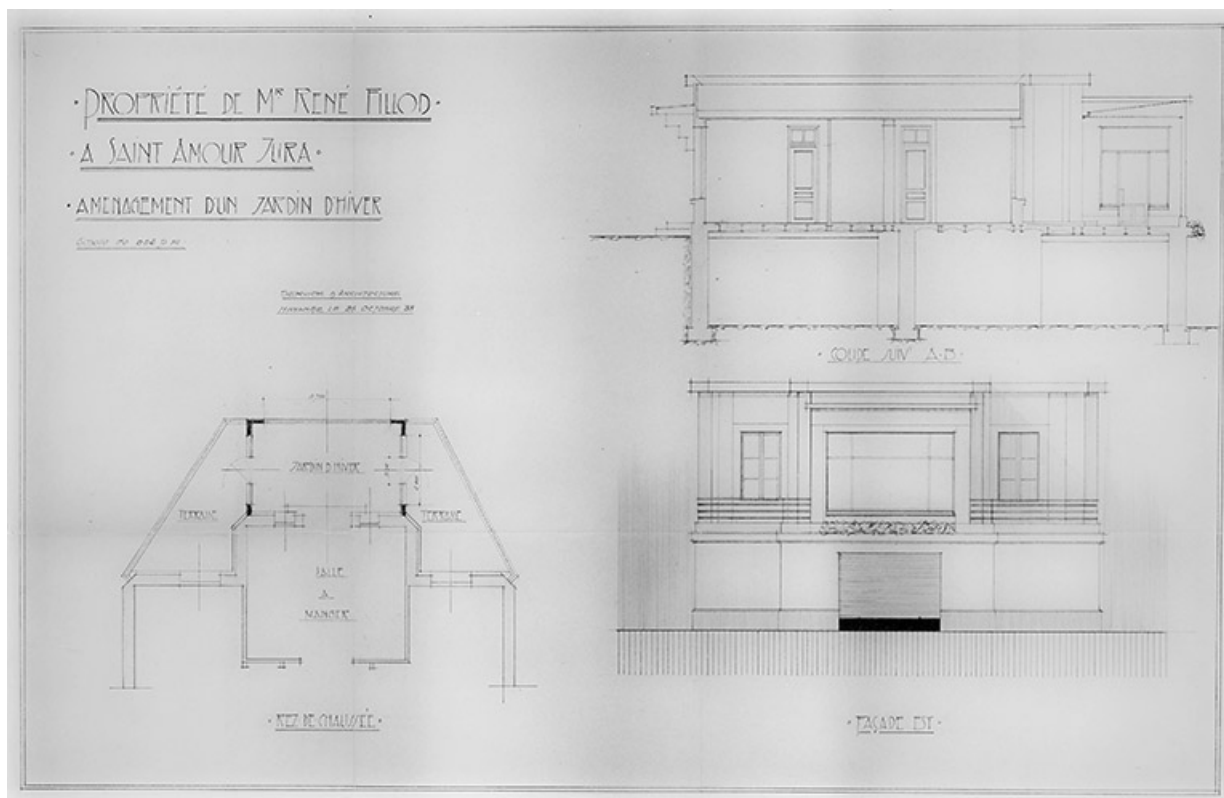 · PROPRIÉTÉ DE MR RENÉ FILLOD ·
· A SAINT AMOUR JURA ·
· AMENAGEMENT D'UN JARDIN D'HIVER
JARDIN D'HIVER
TERRASSE
TERRASSE
SALLE
A
MANGER
· REZ DE CHAUSSÉE ·
· COUPE SUIVT A-B ·
· FAÇADE EST ·